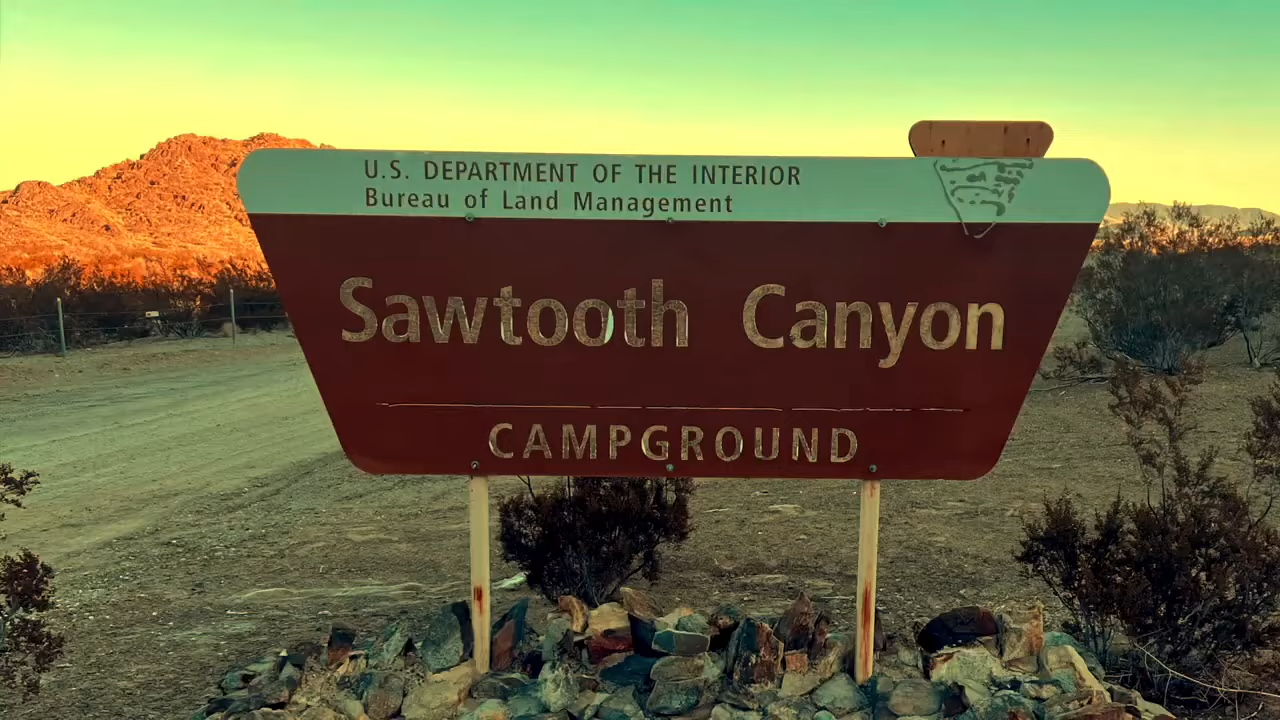 U.S. DEPARTMENT OF THE INTERIOR
Bureau of Land Management
Sawtooth Canyon
CAMPGROUND